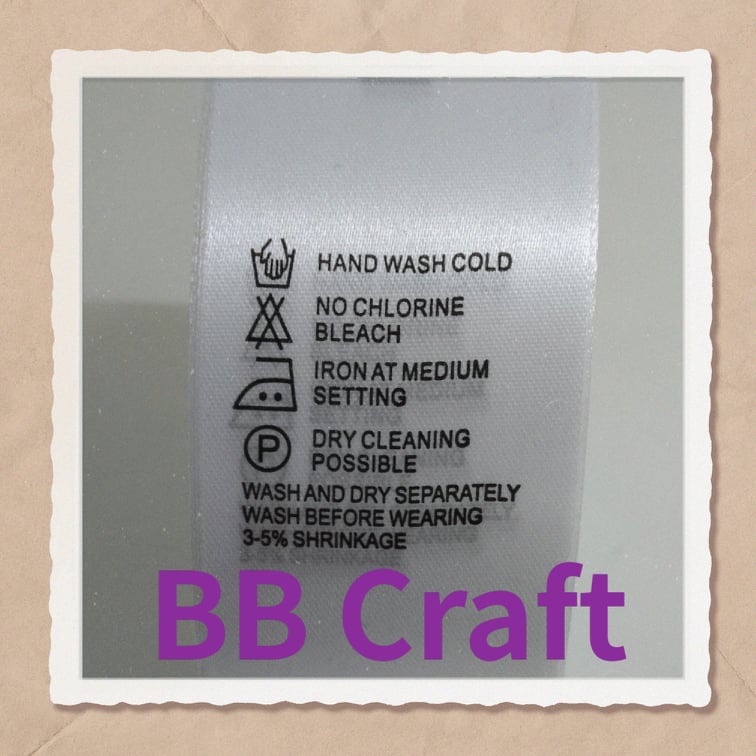 HAND WASH COLD
NO CHLORINE
BLEACH
IRON AT MEDIUM
SETTING
P
DRY CLEANING
POSSIBLE
WASH AND DRY SEPARATELY
WASH BEFORE WEARING
3-5% SHRINKAGE
BB Craft